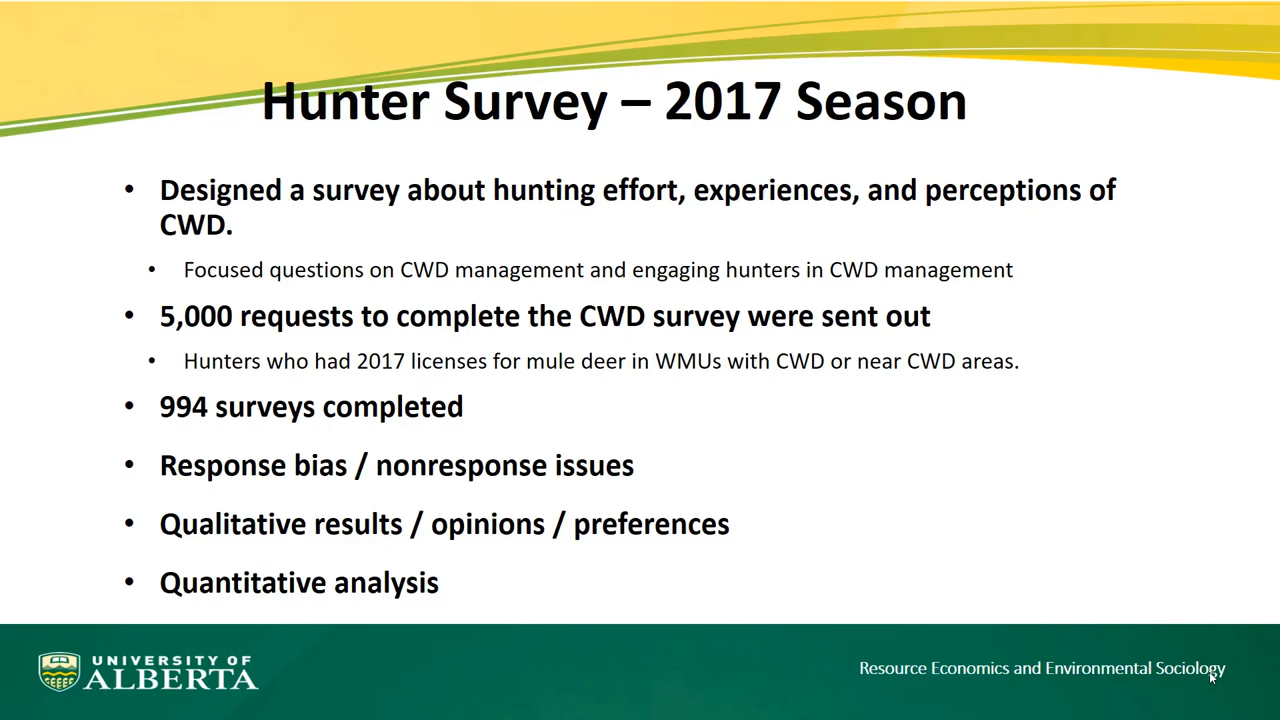 Hunter Survey – 2017 Season
• Designed a survey about hunting effort, experiences, and perceptions of
CWD.
• Focused questions on CWD management and engaging hunters in CWD management
• 5,000 requests to complete the CWD survey were sent out
• Hunters who had 2017 licenses for mule deer in WMUs with CWD or near CWD areas.
• 994 surveys completed
• Response bias / nonresponse issues
• Qualitative results / opinions / preferences
• Quantitative analysis
UNIVERSITY OF
ALBERTA
Resource Economics and Environmental Sociology